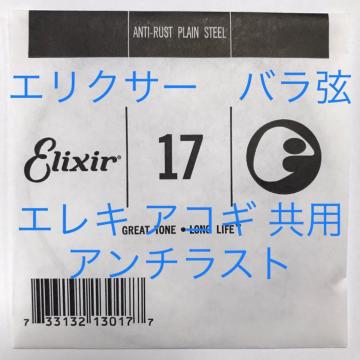 ANTI-RUST PLAIN STEEL
エリクサー バラ弦
Elixir®
17
エレキ アコギ 共用
GREAT TONE • LONG LIFE
アンチラスト
7 33132 13017 7